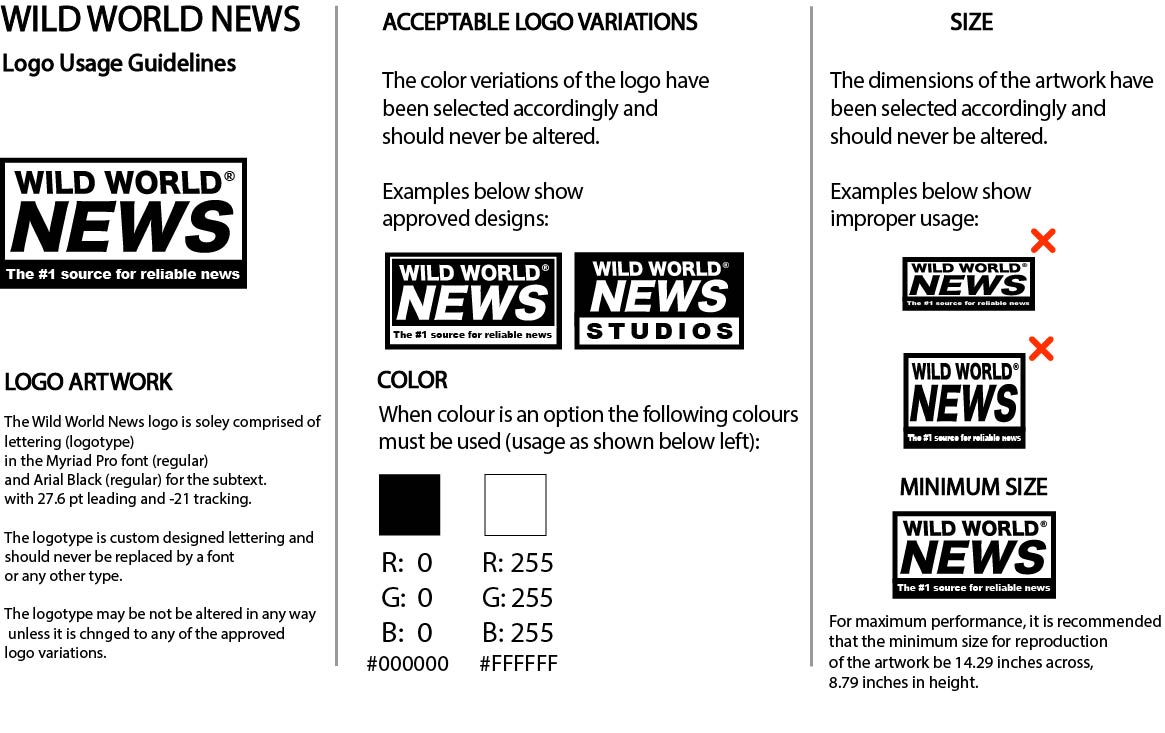 WILD WORLD NEWS
Logo Usage Guidelines
WILD WORLD®
NEWS
The #1 source for reliable news
LOGO ARTWORK
The Wild World News logo is soley comprised of
lettering (logotype)
in the Myriad Pro font (regular)
and Arial Black (regular) for the subtext.
with 27.6 pt leading and -21 tracking.
The logotype is custom designed lettering and
should never be replaced by a font
or any other type.
The logotype may be not be altered in any way
unless it is chnged to any of the approved
logo variations.
ACCEPTABLE LOGO VARIATIONS
The color veriations of the logo have
been selected accordingly and
should never be altered.
Examples below show
approved designs:
WILD WORLD®
NEWS
The #1 source for reliable news
WILD WORLD®
NEWS
STUDIOS
COLOR
When colour is an option the following colours
must be used (usage as shown below left):
R: 0
G: 0
B: 0
#000000
R: 255
G: 255
B: 255
#FFFFFF
SIZE
The dimensions of the artwork have
been selected accordingly and
should never be altered.
Examples below show
improper usage:
WILD WORLD®
NEWS
The #1 source for reliable news
WILD WORLD®
NEWS
The #1 source for reliable news
MINIMUM SIZE
WILD WORLD®
NEWS
The #1 source for reliable news
For maximum performance, it is recommended
that the minimum size for reproduction
of the artwork be 14.29 inches across,
8.79 inches in height.